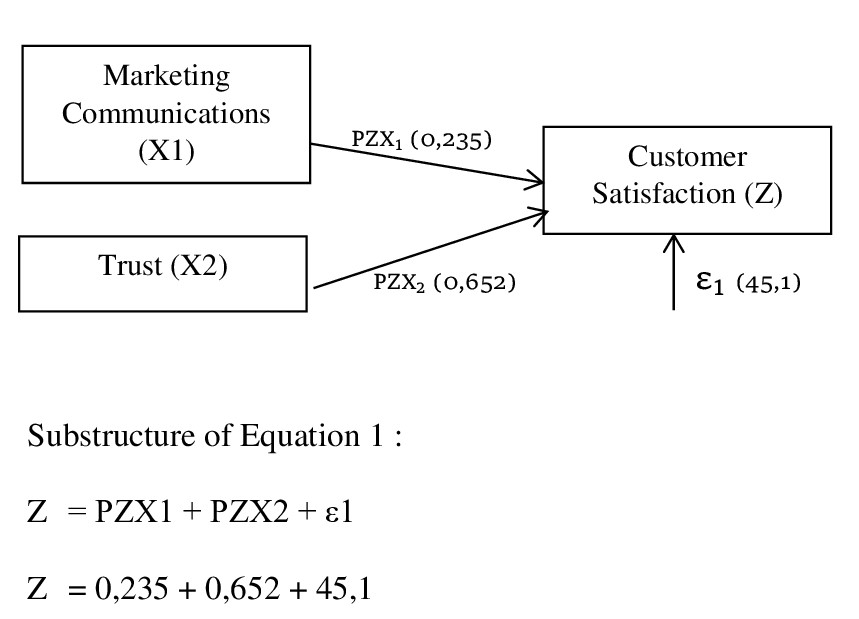 Marketing
Communications
(X1)
PZX₁ (0,235)
Customer
Satisfaction (Z)
Trust (X2)
PZX₂ (0,652)
ε₁ (45,1)
Substructure of Equation 1 :
Z = PZX1 + PZX2 + ε1
Z = 0,235 + 0,652 + 45,1